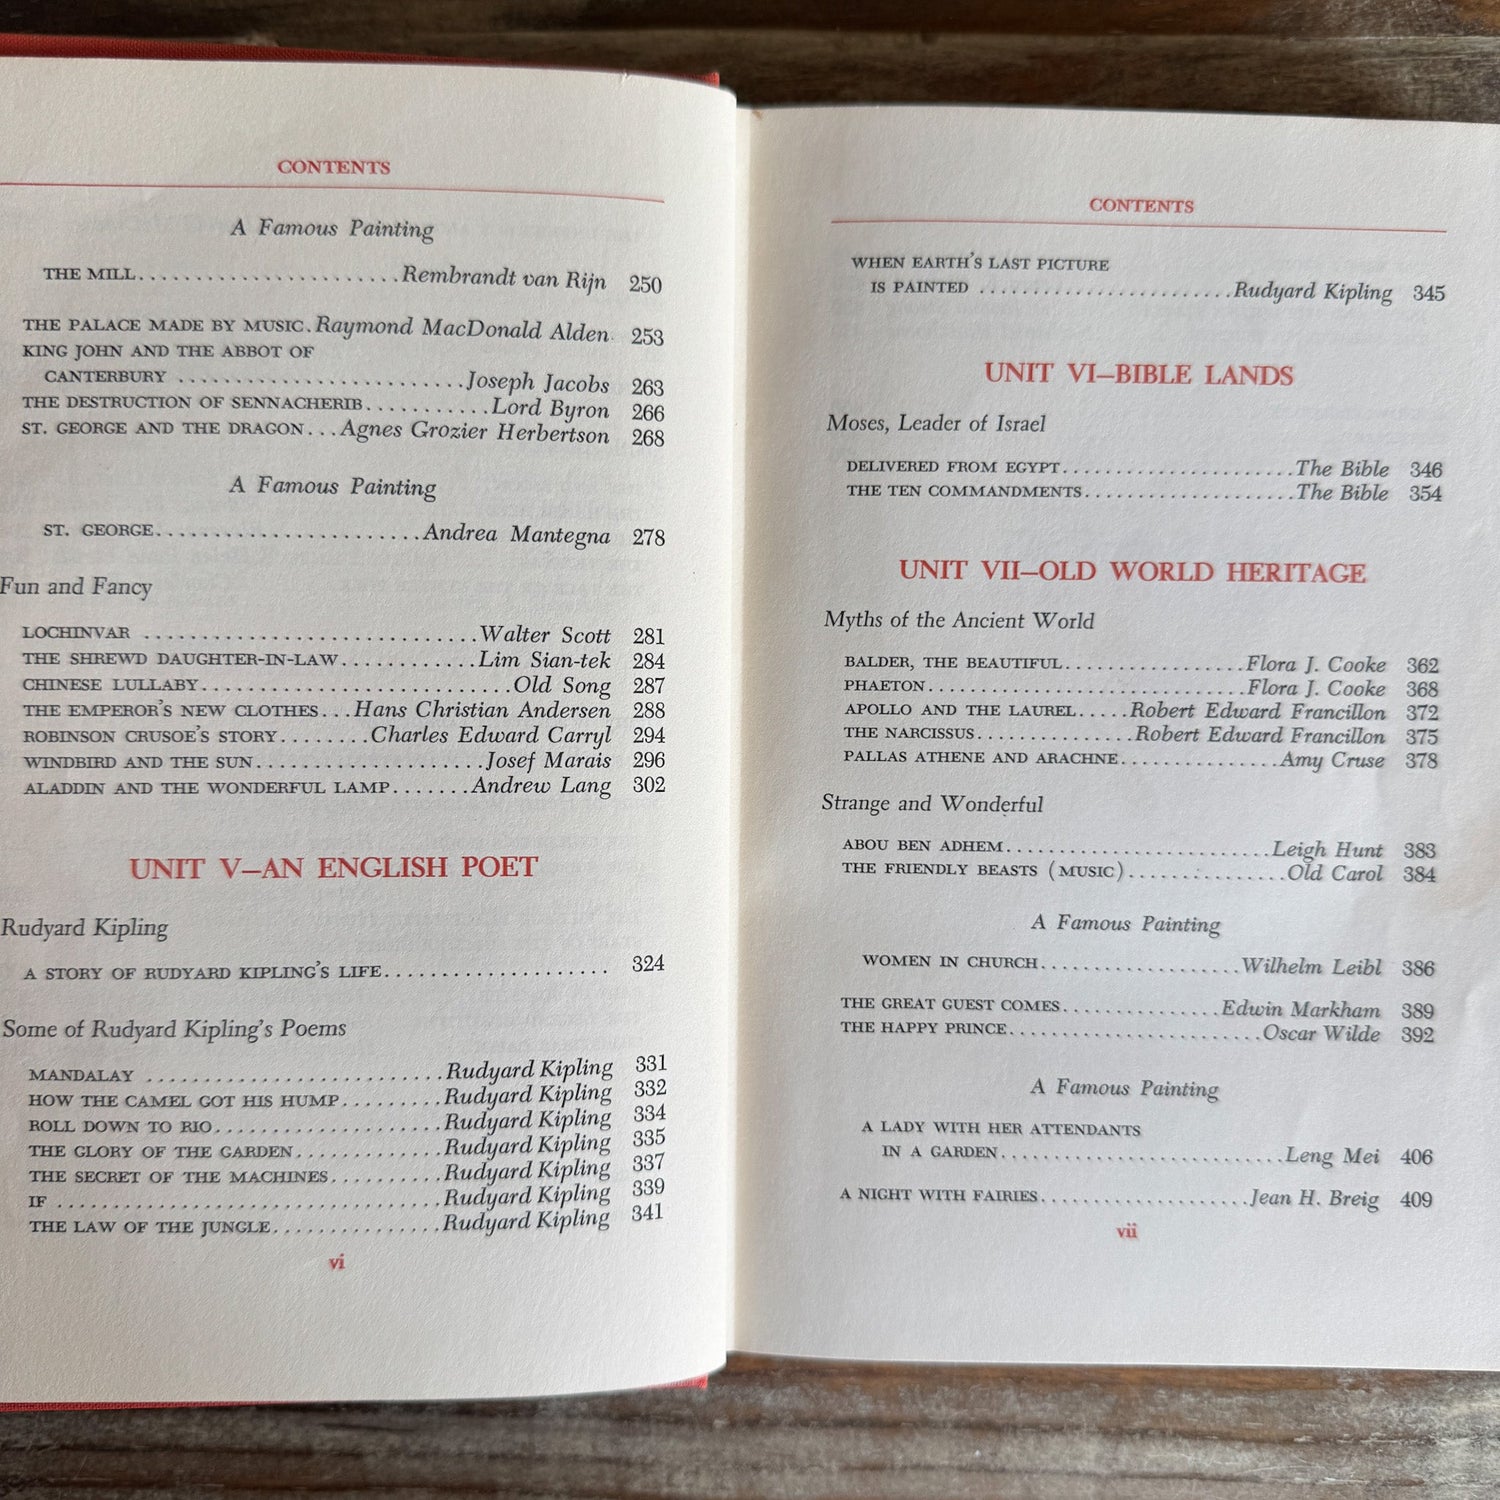 CONTENTS
A Famous Painting
THE MILL........................Rembrandt van Rijn 250
THE PALACE MADE BY MUSIC.Raymond MacDonald Alden. 253
KING JOHN AND THE ABBOT OF
CANTERBURY ..........................Joseph Jacobs 263
THE DESTRUCTION OF SENNACHERIB...........Lord Byron 266
ST. GEORGE AND THE DRAGON...Agnes Grozier Herbertson 268
A Famous Painting
ST. GEORGE........................Andrea Mantegna 278
Fun and Fancy
LOCHINVAR ..............................Walter Scott 281
THE SHREWD DAUGHTER-IN-LAW............Lim Sian-tek 284
CHINESE LULLABY............................Old Song 287
THE EMPEROR'S NEW CLOTHES...Hans Christian Andersen 288
ROBINSON CRUSOE'S STORY........Charles Edward Carryl 294
WINDBIRD AND THE SUN.....................Josef Marais 296
ALADDIN AND THE WONDERFUL LAMP.......Andrew Lang 302
UNIT V—AN ENGLISH POET
Rudyard Kipling
A STORY OF RUDYARD KIPLING'S LIFE.................... 324
Some of Rudyard Kipling's Poems
MANDALAY ..........................Rudyard Kipling 331
HOW THE CAMEL GOT HIS HUMP.........Rudyard Kipling 332
ROLL DOWN TO RIO.....................Rudyard Kipling 334
THE GLORY OF THE GARDEN.............Rudyard Kipling 335
THE SECRET OF THE MACHINES..........Rudyard Kipling 337
IF ..................................Rudyard Kipling 339
THE LAW OF THE JUNGLE...............Rudyard Kipling 341
vi
CONTENTS
WHEN EARTH'S LAST PICTURE
IS PAINTED ........................Rudyard Kipling 345
UNIT VI—BIBLE LANDS
Moses, Leader of Israel
DELIVERED FROM EGYPT......................The Bible 346
THE TEN COMMANDMENTS....................The Bible 354
UNIT VII—OLD WORLD HERITAGE
Myths of the Ancient World
BALDER, THE BEAUTIFUL.................Flora J. Cooke 362
PHAETON..............................Flora J. Cooke 368
APOLLO AND THE LAUREL.....Robert Edward Francillon 372
THE NARCISSUS...............Robert Edward Francillon 375
PALLAS ATHENE AND ARACHNE...............Amy Cruse 378
Strange and Wonderful
ABOU BEN ADHEM.........................Leigh Hunt 383
THE FRIENDLY BEASTS (MUSIC)...............Old Carol 384
A Famous Painting
WOMEN IN CHURCH...................Wilhelm Leibl 386
THE GREAT GUEST COMES...............Edwin Markham 389
THE HAPPY PRINCE........................Oscar Wilde 392
A Famous Painting
A LADY WITH HER ATTENDANTS
IN A GARDEN...........................Leng Mei 406
A NIGHT WITH FAIRIES....................Jean H. Breig 409
vii